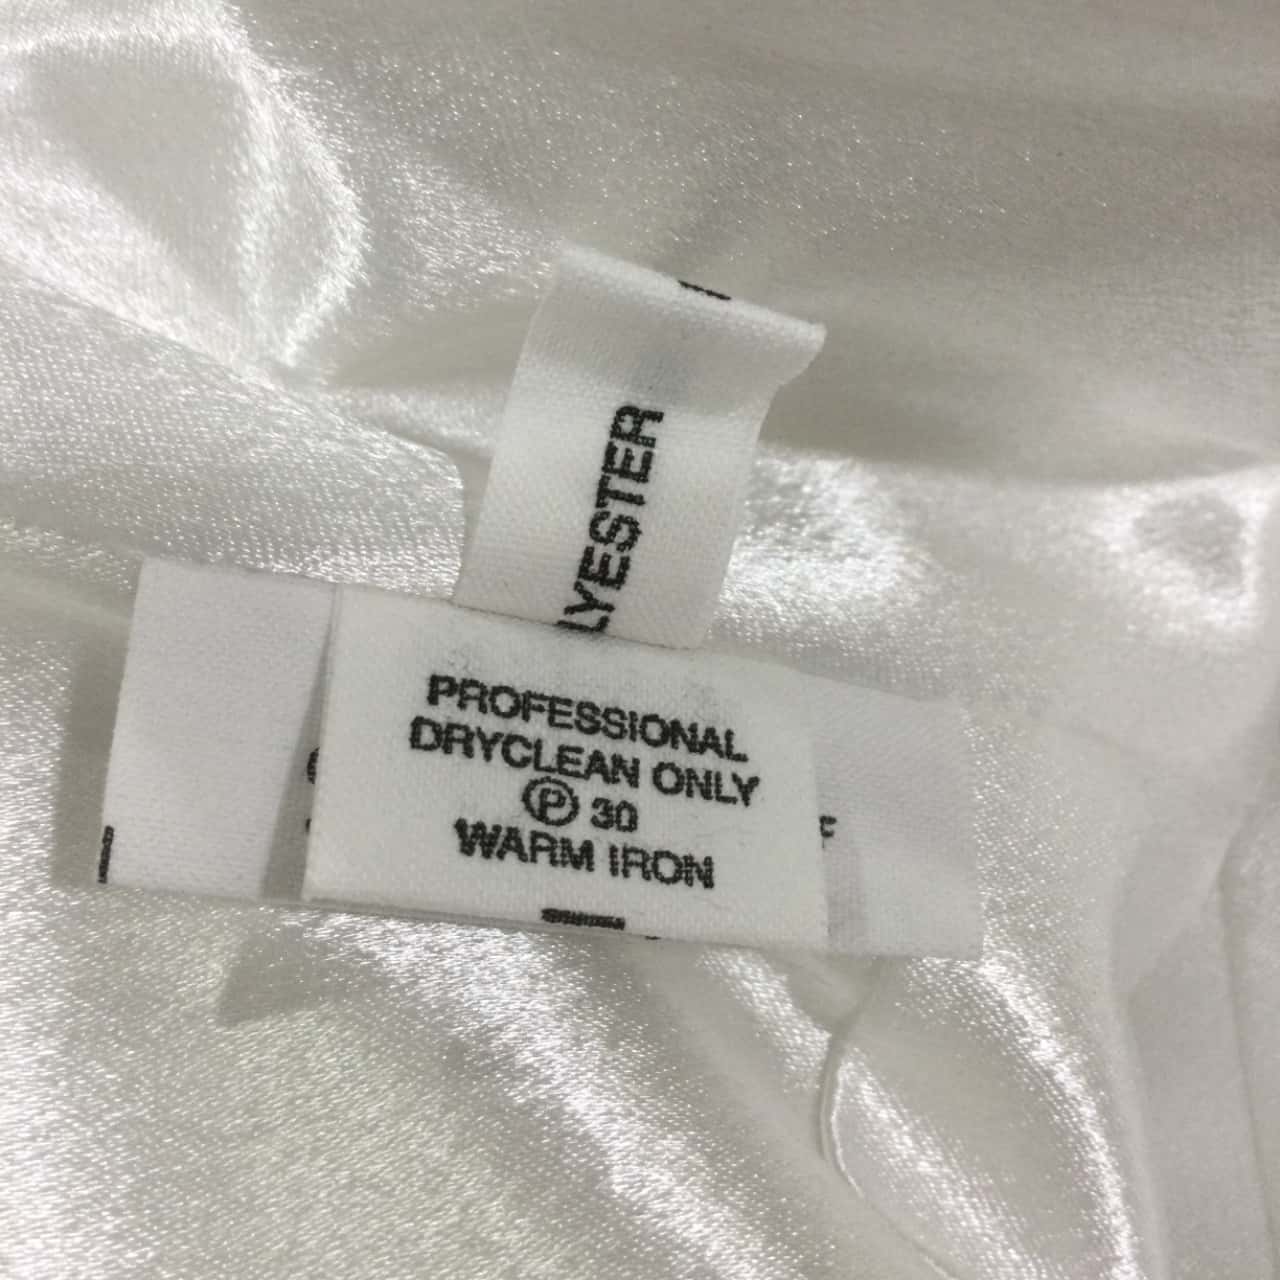 LYESTER
PROFESSIONAL
DRYCLEAN ONLY
Ⓟ 30
WARM IRON